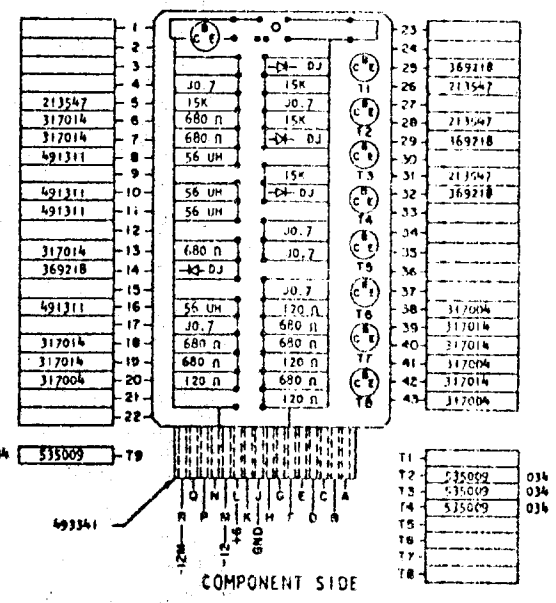 1 23
2 24
3 DJ 25 369218
4 J0.7 15K 26 213547
213547 5 15K J0.7
317014 6 680 Ω 15K 28 213547
317014 7 680 Ω DJ 29 369218
491311 8 56 UH 30
9 15K 31 213547
491311 10 56 UH DJ 32 369218
491311 11 56 UH 33
12 J0.7 34
317014 13 680 Ω J0.7 35
369218 14 DJ 36
15 J0.7 37
491311 16 56 UH 120 Ω 38 317004
17 J0.7 680 Ω 39 317014
317014 18 680 Ω 680 Ω 40 317014
317014 19 680 Ω 120 Ω 41 317004
317004 20 120 Ω 680 Ω 42 317014
21 120 Ω 43 317004
22
B C E
C B E T1
C B E T2
C B E T3
C B E T4
C B E T5
C B E T6
C B E T7
C B E T8
535009 T9
T1
T2 535009 034
T3 535009 034
T4 535009 034
T5
T6
T7
T8
Q N L J G E C A
R P M K H F D B
-12M -12 +6 GND
493341
COMPONENT SIDE